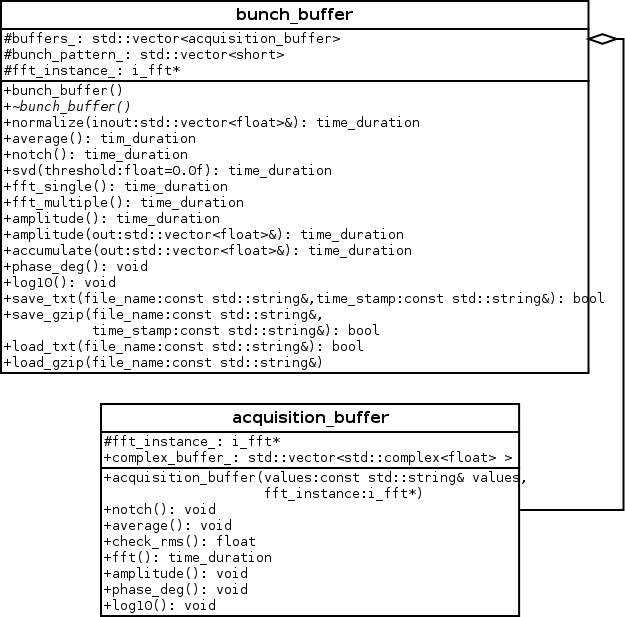 bunch_buffer
#buffers_: std::vector<acquisition_buffer>
#bunch_pattern_: std::vector<short>
#fft_instance_: i_fft*
+bunch_buffer()
+~bunch_buffer()
+normalize(inout:std::vector<float>&): time_duration
+average(): tim_duration
+notch(): time_duration
+svd(threshold:float=0.0f): time_duration
+fft_single(): time_duration
+fft_multiple(): time_duration
+amplitude(): time_duration
+amplitude(out:std::vector<float>&): time_duration
+accumulate(out:std::vector<float>&): time_duration
+phase_deg(): void
+log10(): void
+save_txt(file_name:const std::string&,time_stamp:const std::string&): bool
+save_gzip(file_name:const std::string&,
time_stamp:const std::string&): bool
+load_txt(file_name:const std::string&): bool
+load_gzip(file_name:const std::string&)
acquisition_buffer
#fft_instance_: i_fft*
+complex_buffer_: std::vector<std::complex<float> >
+acquisition_buffer(values:const std::string& values,
fft_instance:i_fft*)
+notch(): void
+average(): void
+check_rms(): float
+fft(): time_duration
+amplitude(): void
+phase_deg(): void
+log10(): void